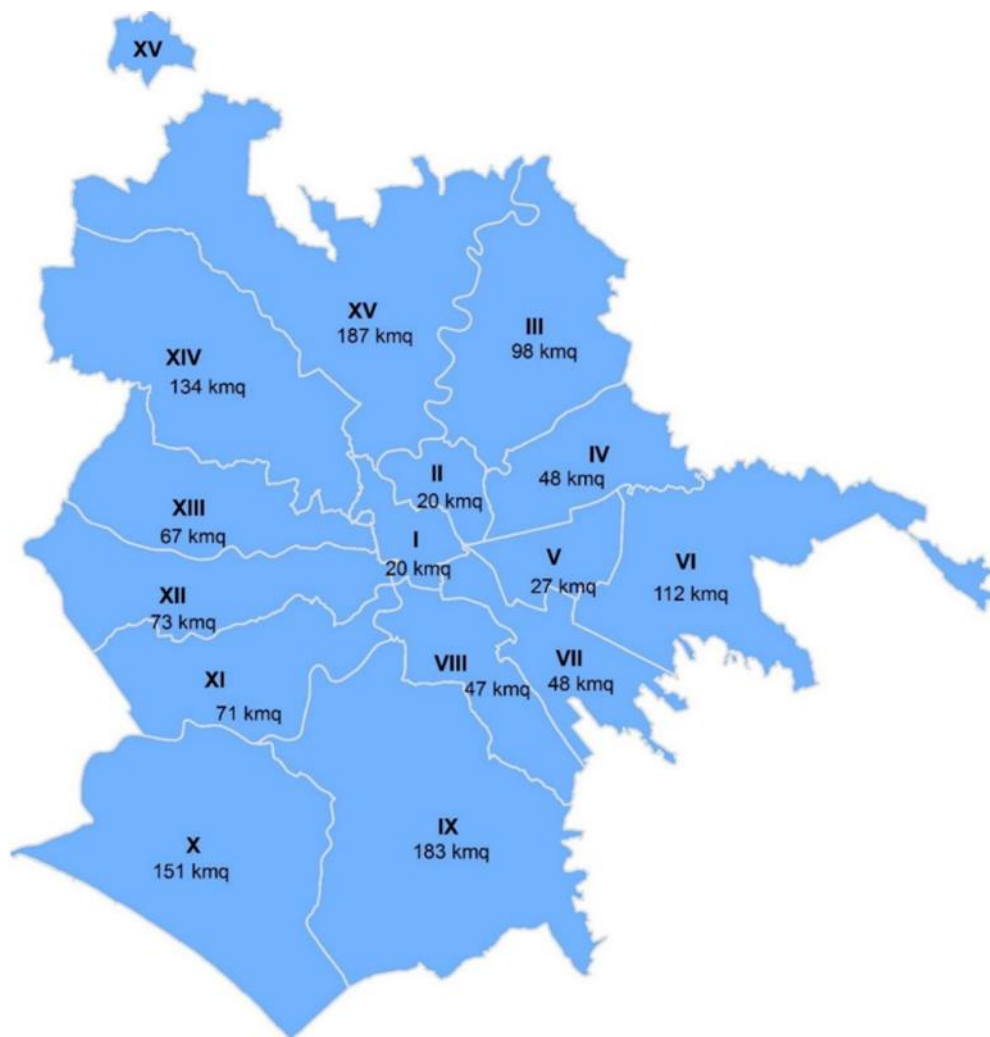 XV
XV
187 kmq
III
98 kmq
XIV
134 kmq
II
20 kmq
IV
48 kmq
XIII
67 kmq
I
20 kmq
V
27 kmq
VI
112 kmq
XII
73 kmq
VIII
47 kmq
VII
48 kmq
XI
71 kmq
IX
183 kmq
X
151 kmq